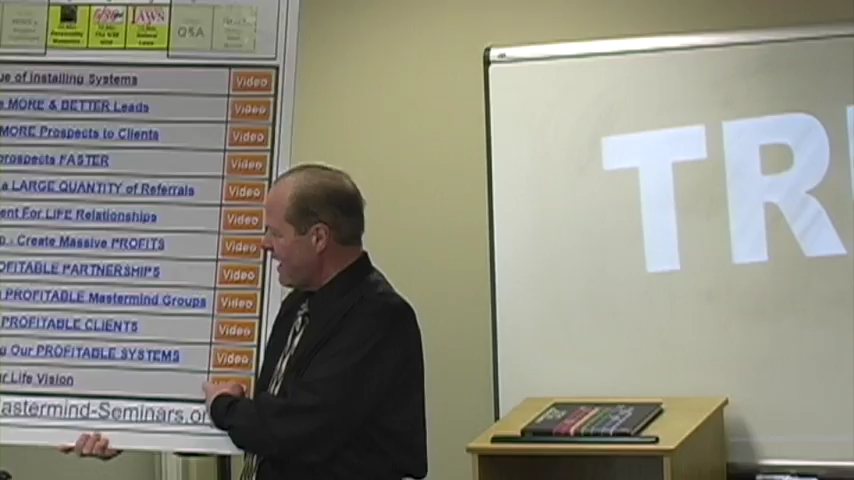 LAWS
Q&A
ue of Installing Systems Video
e MORE & BETTER Leads Video
MORE Prospects to Clients Video
prospects FASTER Video
a LARGE QUANTITY of Referrals Video
ent For LIFE Relationships Video
p - Create Massive PROFITS Video
OFITABLE PARTNERSHIPS Video
PROFITABLE Mastermind Groups Video
PROFITABLE CLIENTS Video
g Our PROFITABLE SYSTEMS Video
ur Life Vision
astermind-Seminars.or
TR